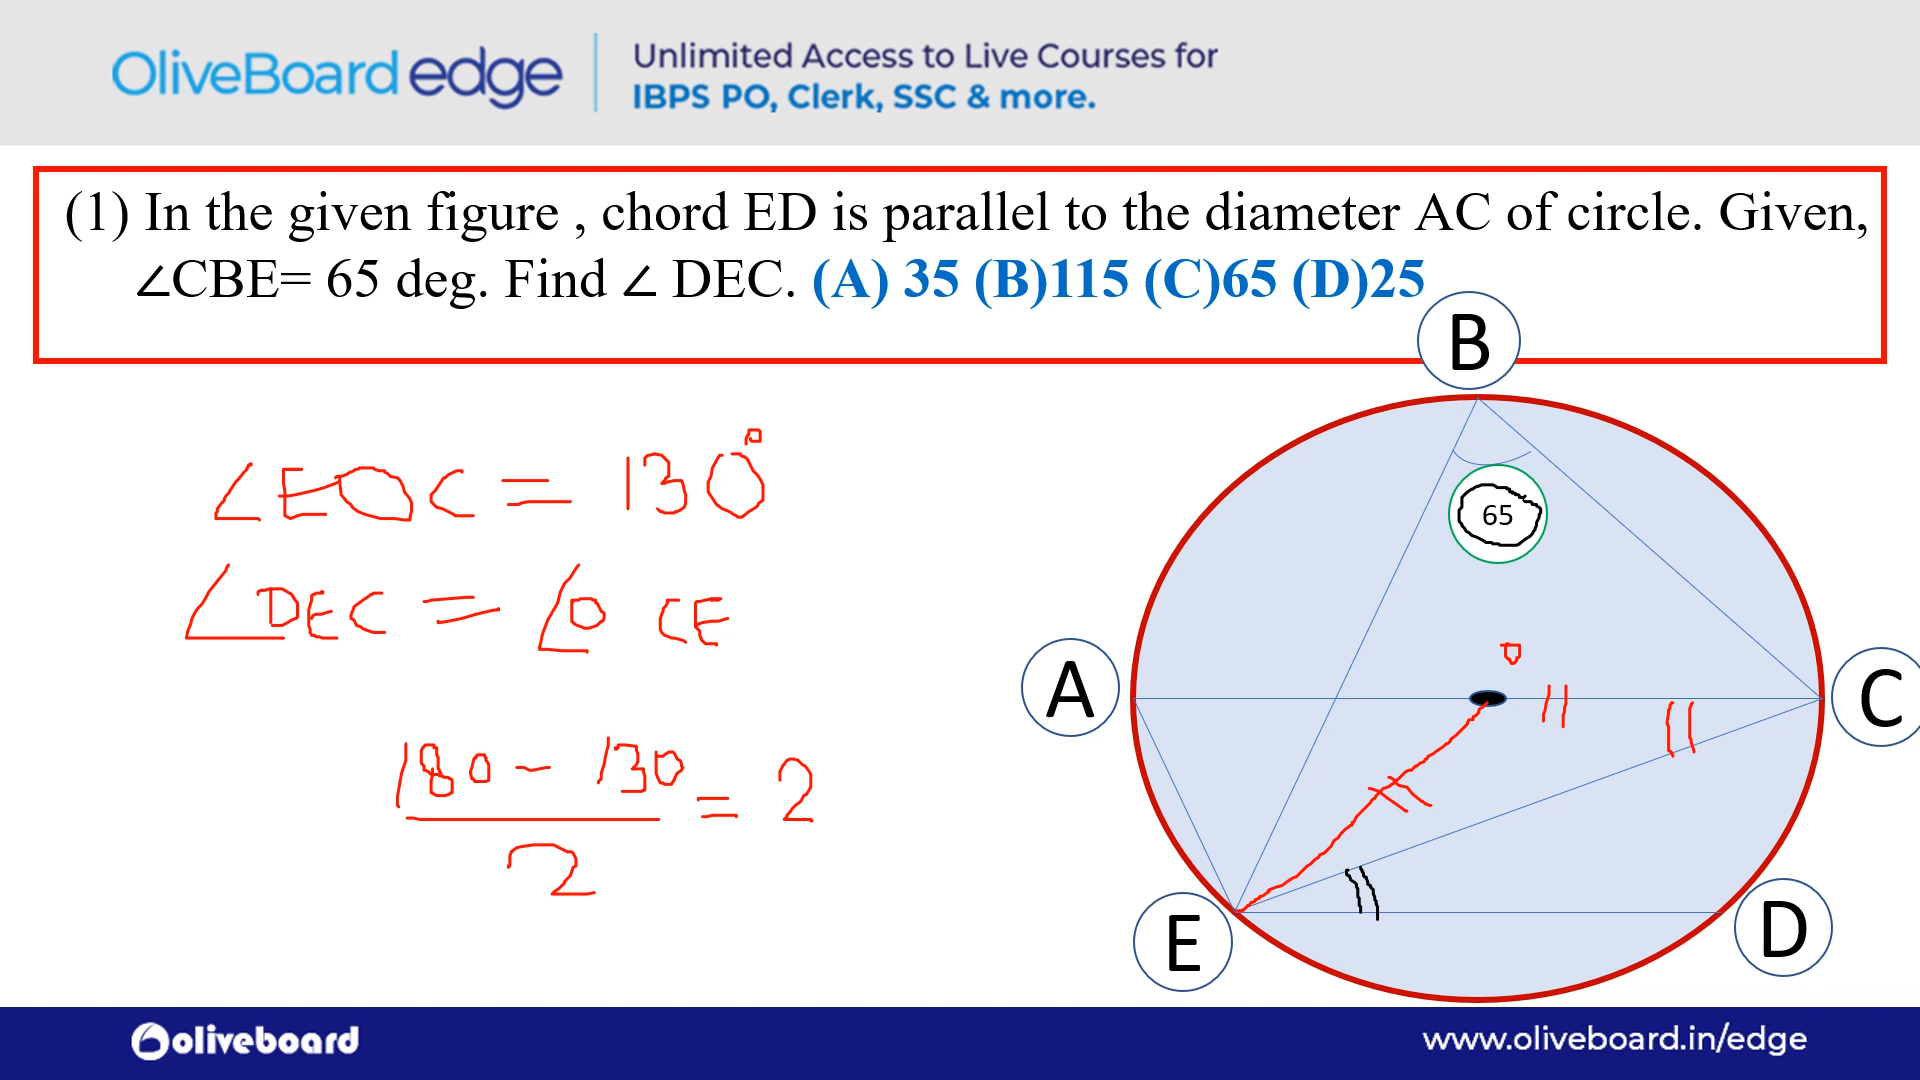 OliveBoard edge
Unlimited Access to Live Courses for
IBPS PO, Clerk, SSC & more.
(1) In the given figure , chord ED is parallel to the diameter AC of circle. Given,
∠CBE= 65 deg. Find ∠ DEC. (A) 35 (B)115 (C)65 (D)25
B
∠EOC = 130°
65
∠DEC = ∠OCE
O
A
C
180 - 130 = 2
2
E
D
oliveboard
www.oliveboard.in/edge